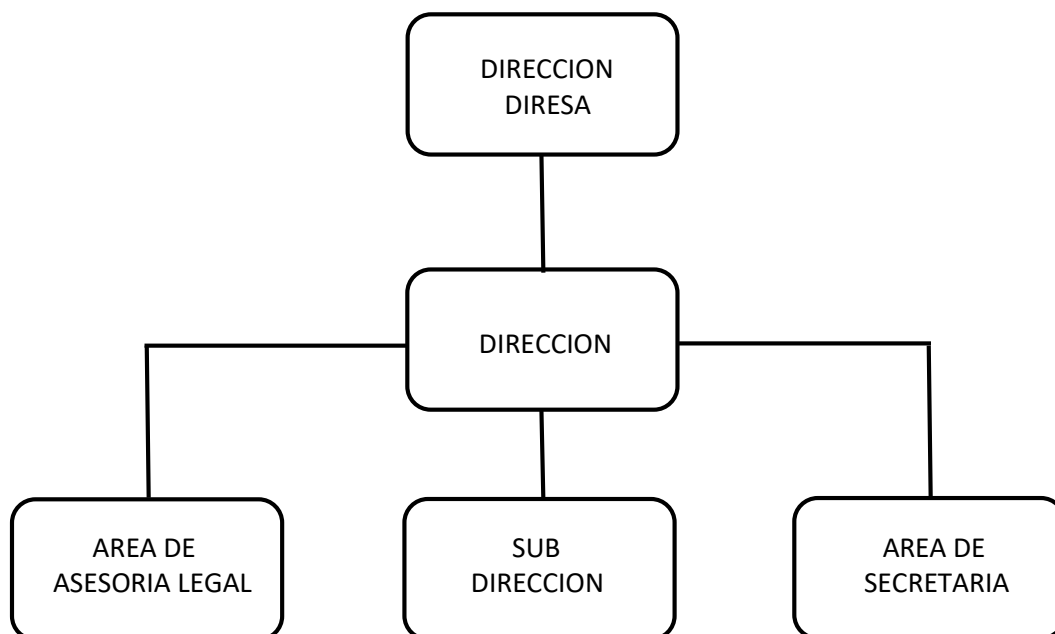 DIRECCION
DIRESA
DIRECCION
AREA DE
ASESORIA LEGAL
SUB
DIRECCION
AREA DE
SECRETARIA